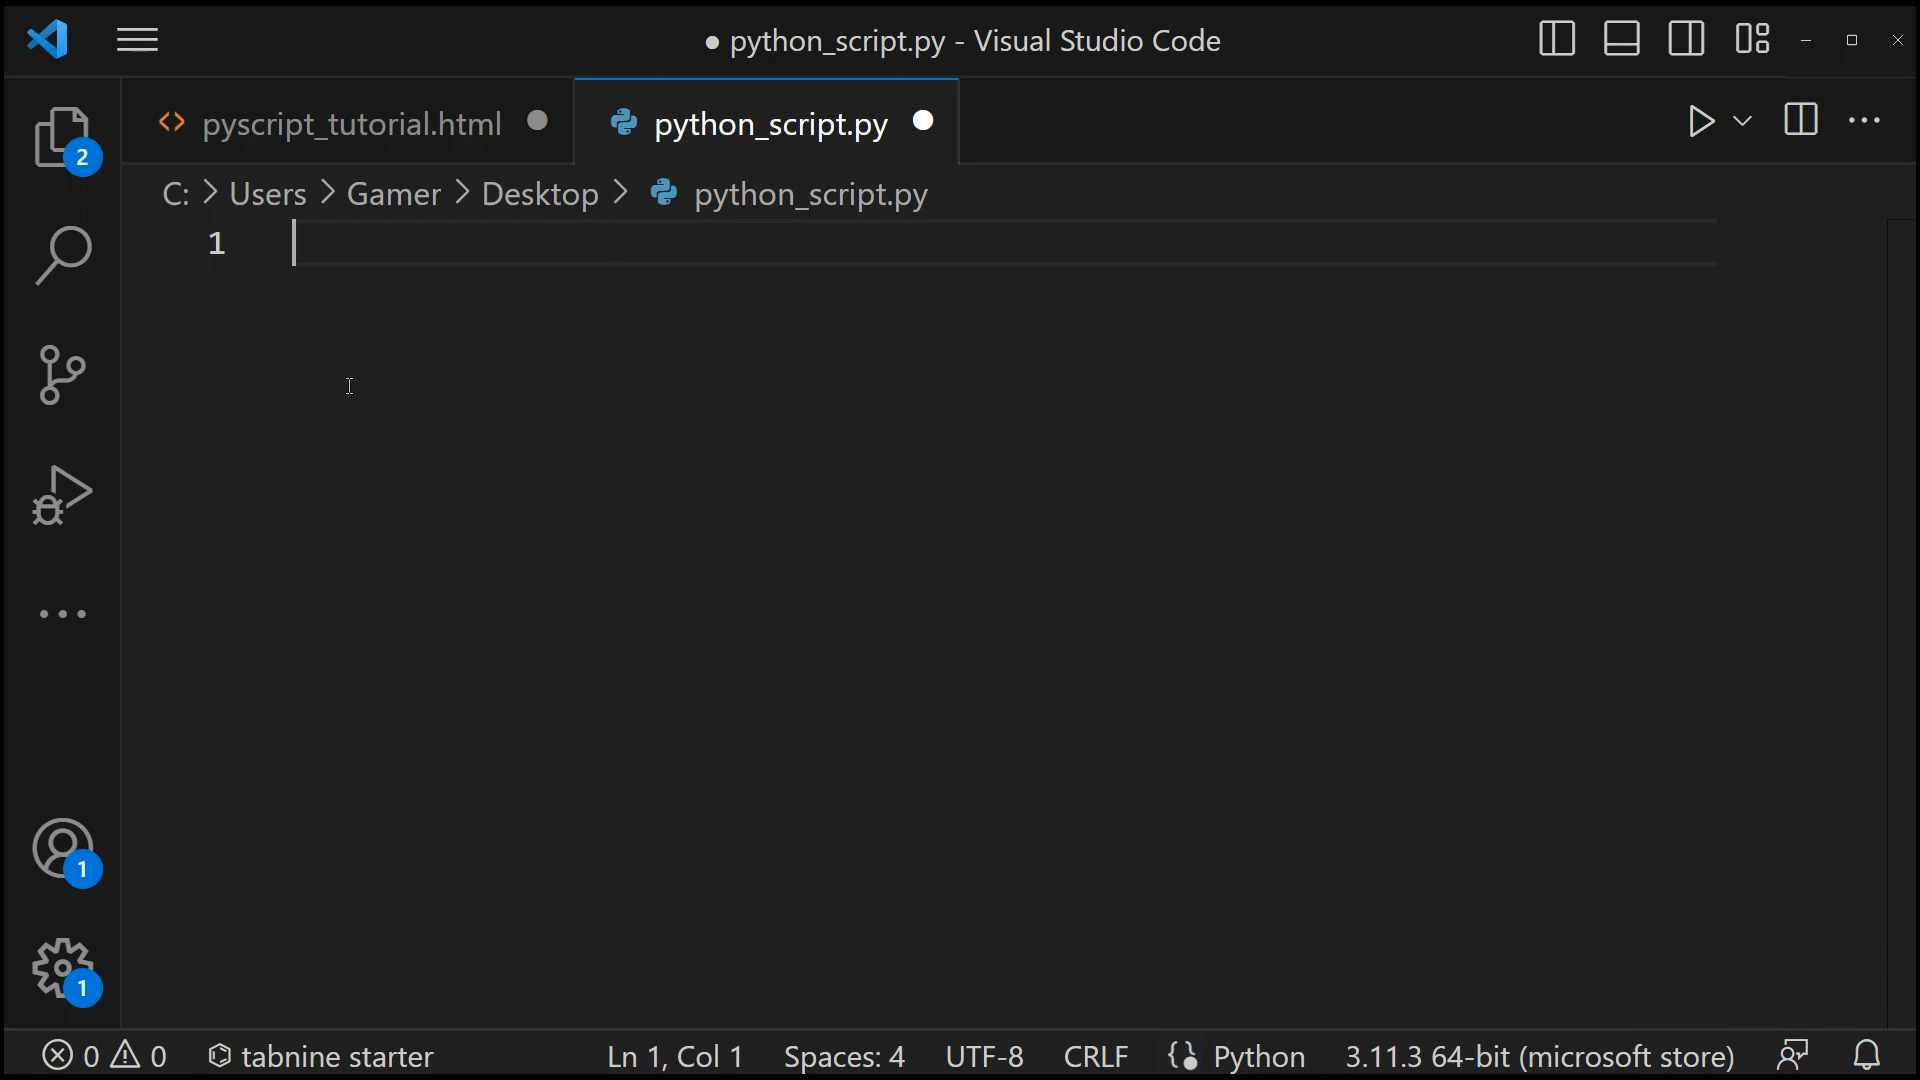 ● python_script.py - Visual Studio Code
pyscript_tutorial.html ● python_script.py ●
2
C: > Users > Gamer > Desktop > python_script.py
1
1
1
0 0 tabnine starter Ln 1, Col 1 Spaces: 4 UTF-8 CRLF Python 3.11.3 64-bit (microsoft store)